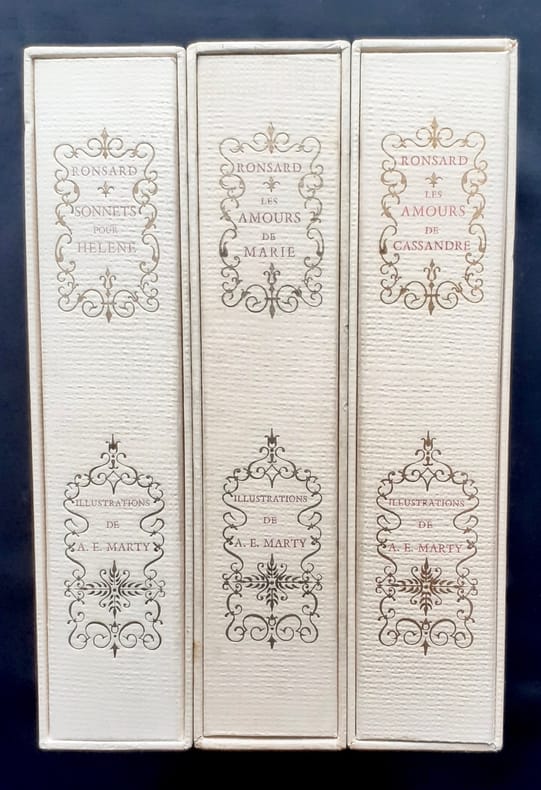 RONSARD
SONNETS
POUR
HELENE
ILLUSTRATIONS
DE
A. E. MARTY
RONSARD
LES
AMOURS
DE
MARIE
ILLUSTRATIONS
DE
A. E. MARTY
RONSARD
LES
AMOURS
DE
CASSANDRE
ILLUSTRATIONS
DE
A. E. MARTY